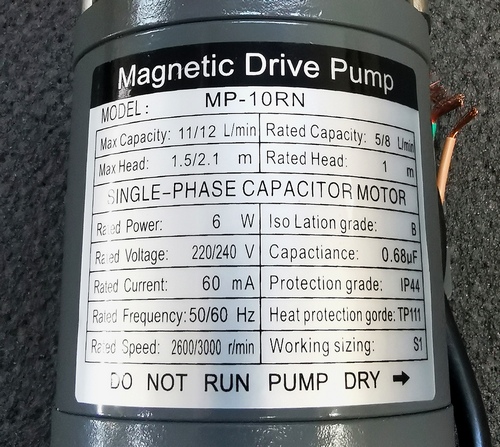 Magnetic Drive Pump
MODEL: MP-10RN
Max Capacity: 11/12 L/min Rated Capacity: 5/8 L/min
Max Head: 1.5/2.1 m Rated Head: 1 m
SINGLE-PHASE CAPACITOR MOTOR
Rated Power: 6 W Iso Lation grade: B
Rated Voltage: 220/240 V Capactiance: 0.68µF
Rated Current: 60 mA Protection grade: IP44
Rated Frequency: 50/60 Hz Heat protection gorde: TP111
Rated Speed: 2600/3000 r/min Working sizing: S1
DO NOT RUN PUMP DRY →